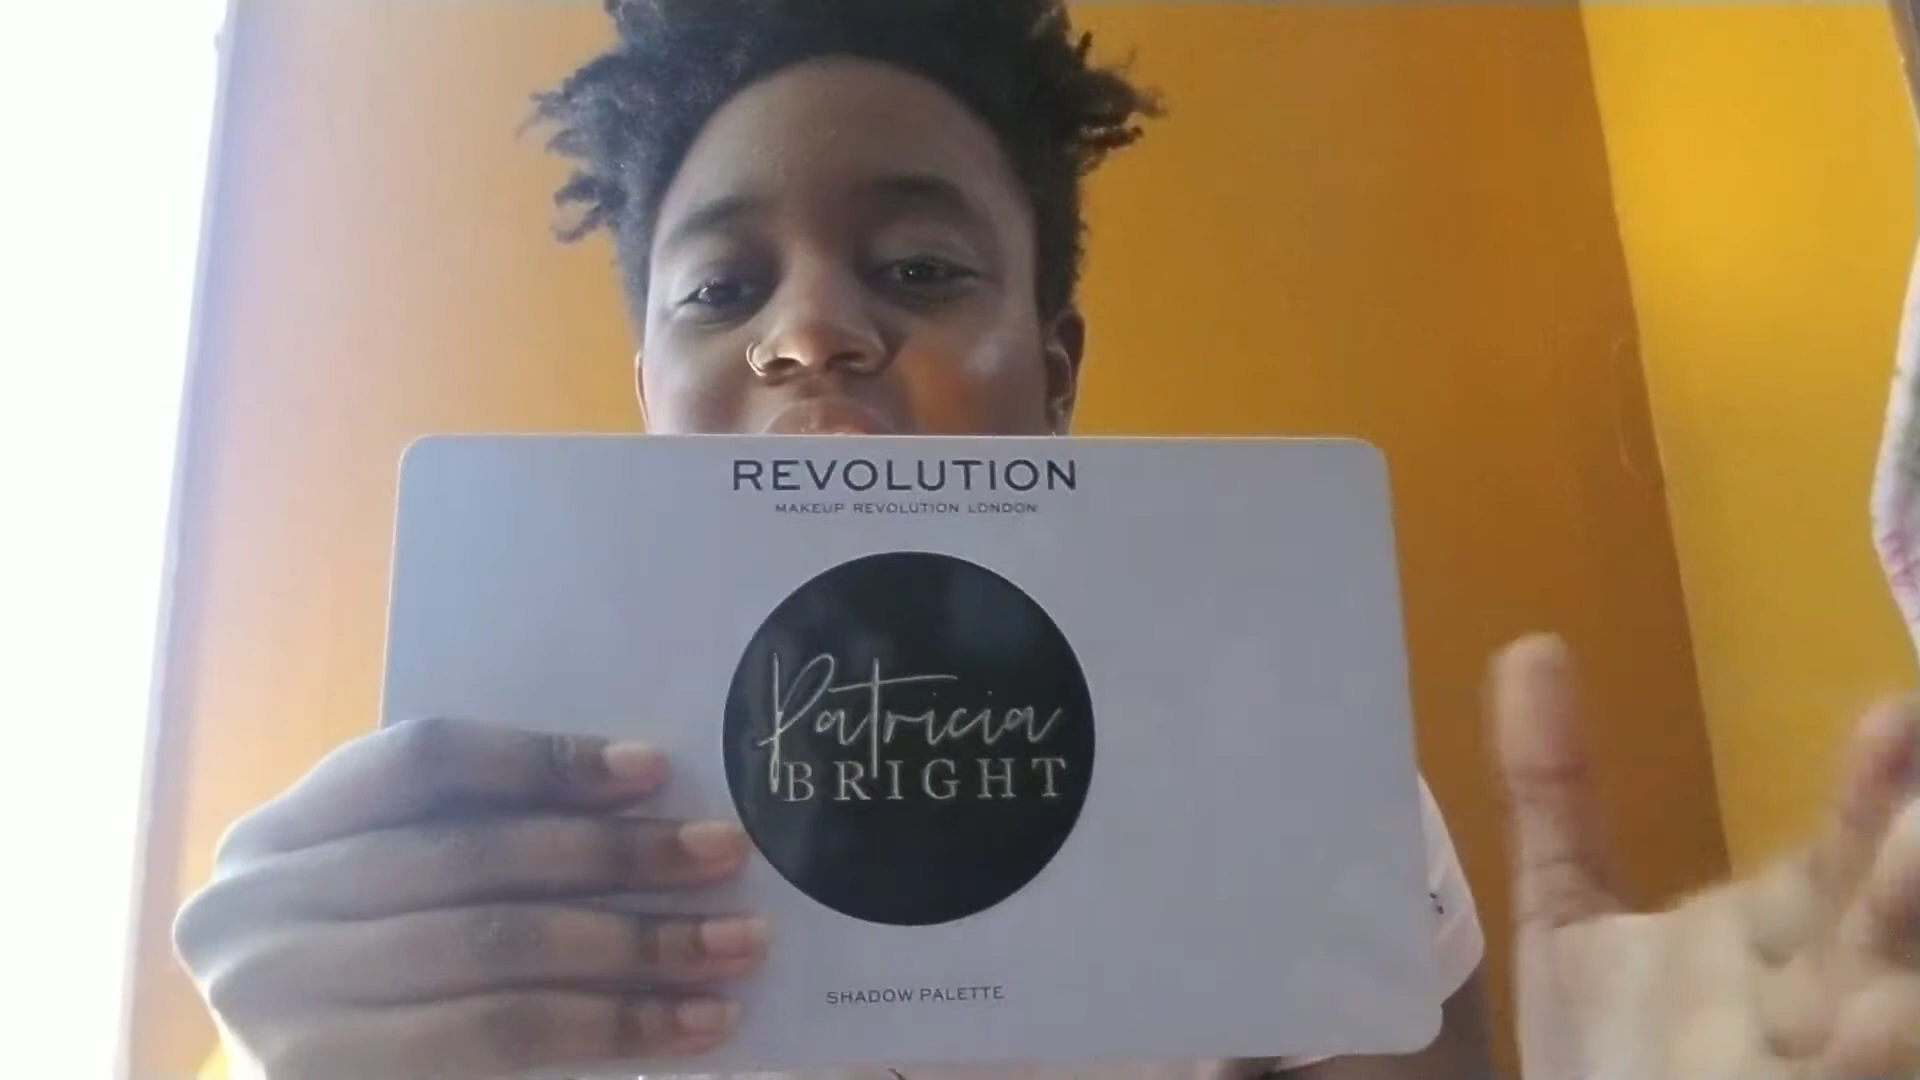 REVOLUTION
MAKEUP REVOLUTION LONDON
Patricia
BRIGHT
SHADOW PALETTE